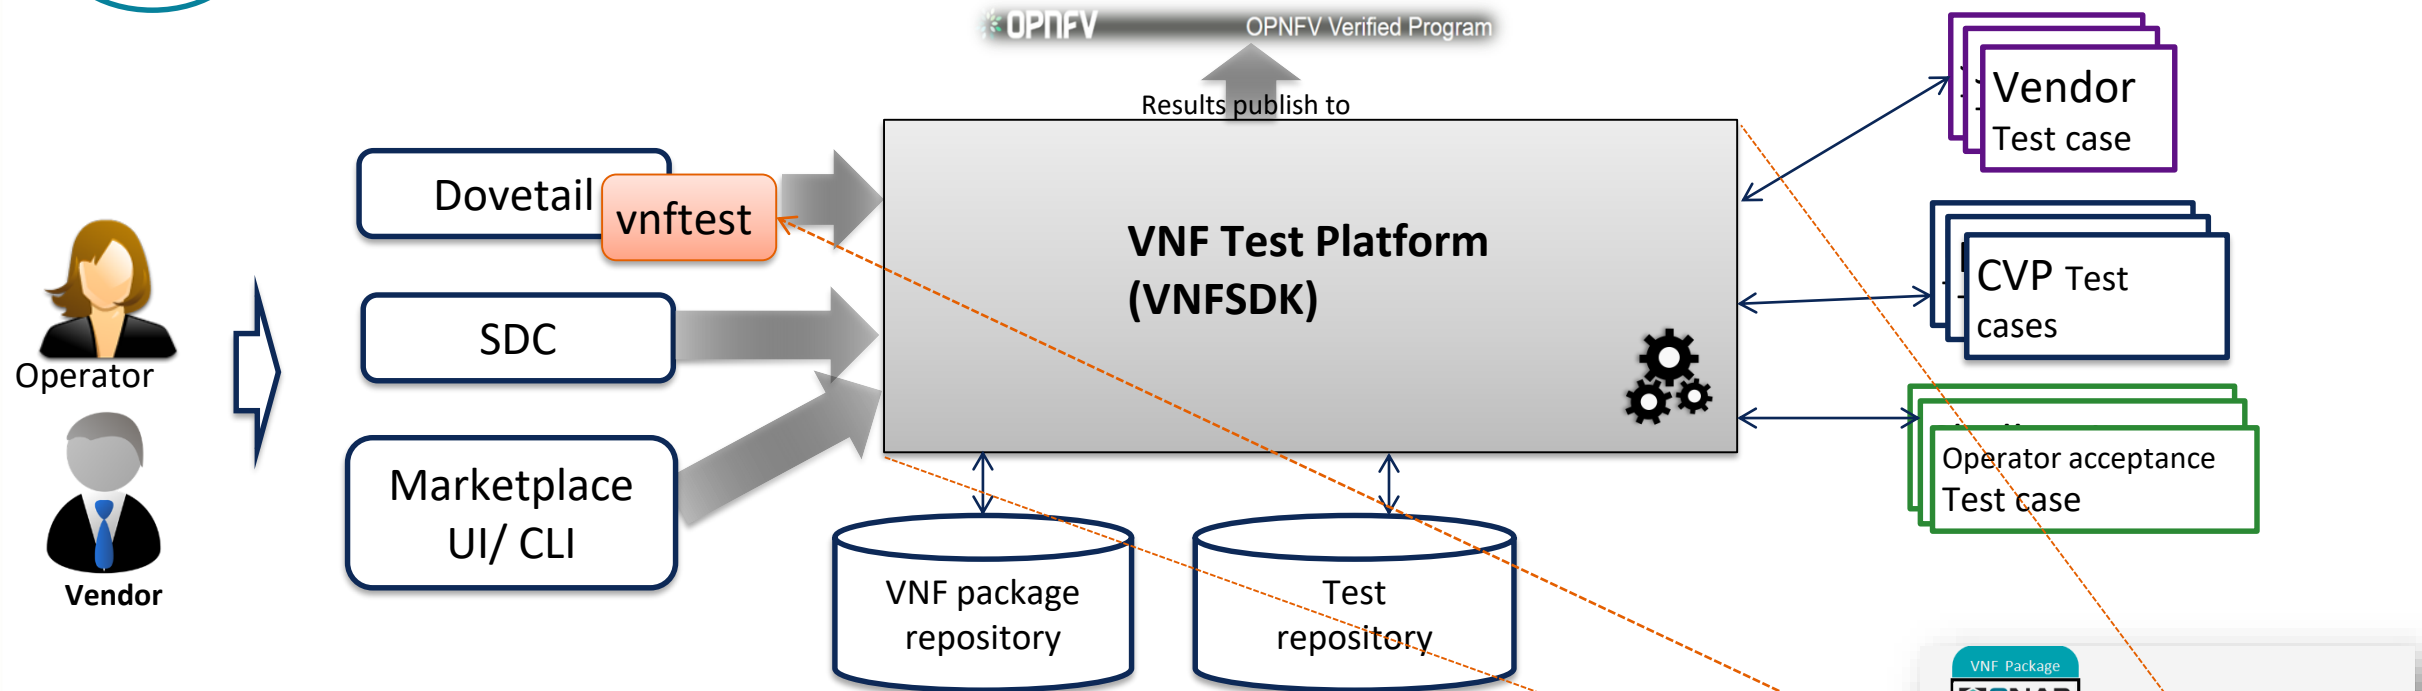 OPNFV
OPNFV Verified Program
Results publish to
Vendor
Test case
Dovetail
vnftest
VNF Test Platform
(VNFSDK)
CVP Test
cases
SDC
Operator
Marketplace
UI/ CLI
Operator acceptance
Test case
Vendor
VNF package
repository
Test
repository
VNF Package